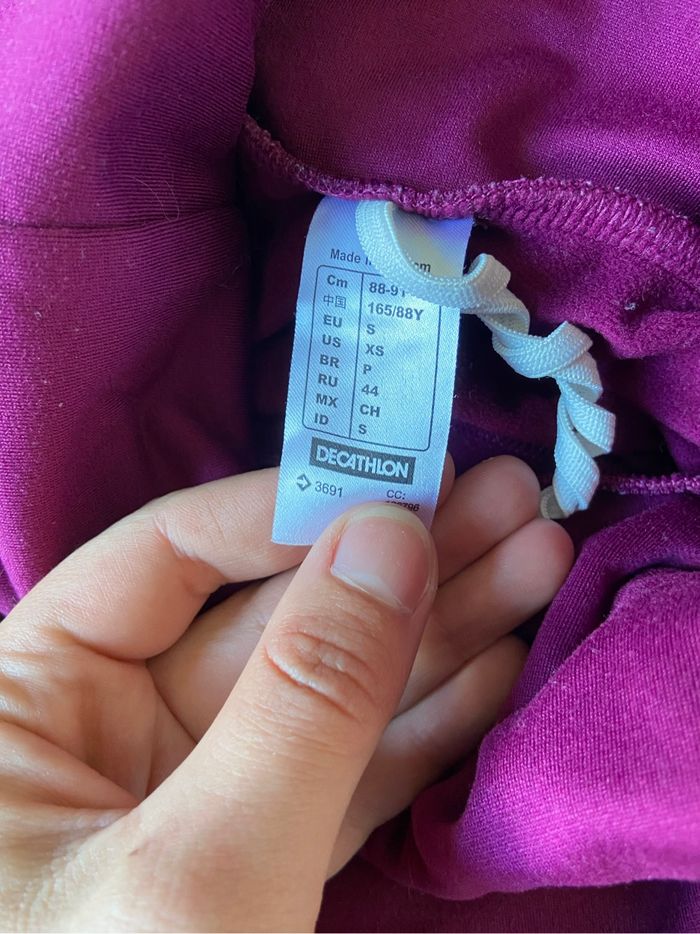 Made
Cm 88-91
中国 165/88Y
EU S
US XS
BR P
RU 44
MX CH
ID S
DECATHLON
3691 CC: